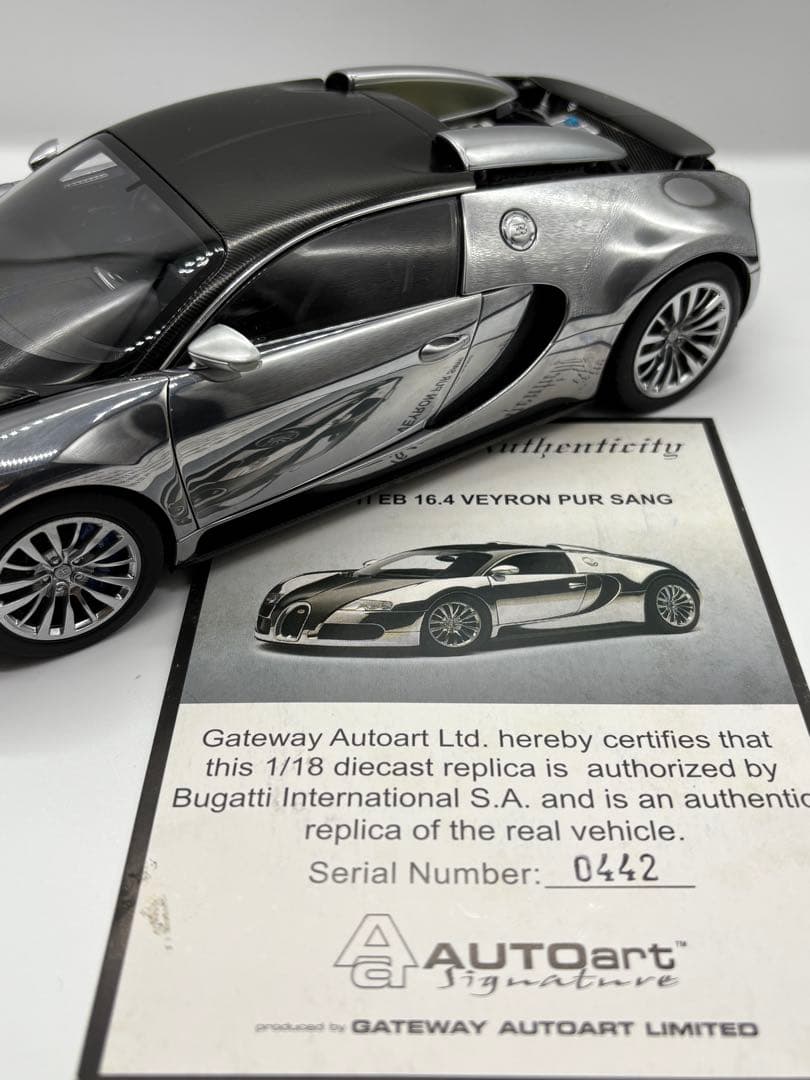 Authenticity
EB 16.4 VEYRON PUR SANG
Gateway Autoart Ltd. hereby certifies that
this 1/18 diecast replica is authorized by
Bugatti International S.A. and is an authentic
replica of the real vehicle.
Serial Number: 0442
AUTOart™
Signature
produced by GATEWAY AUTOART LIMITED